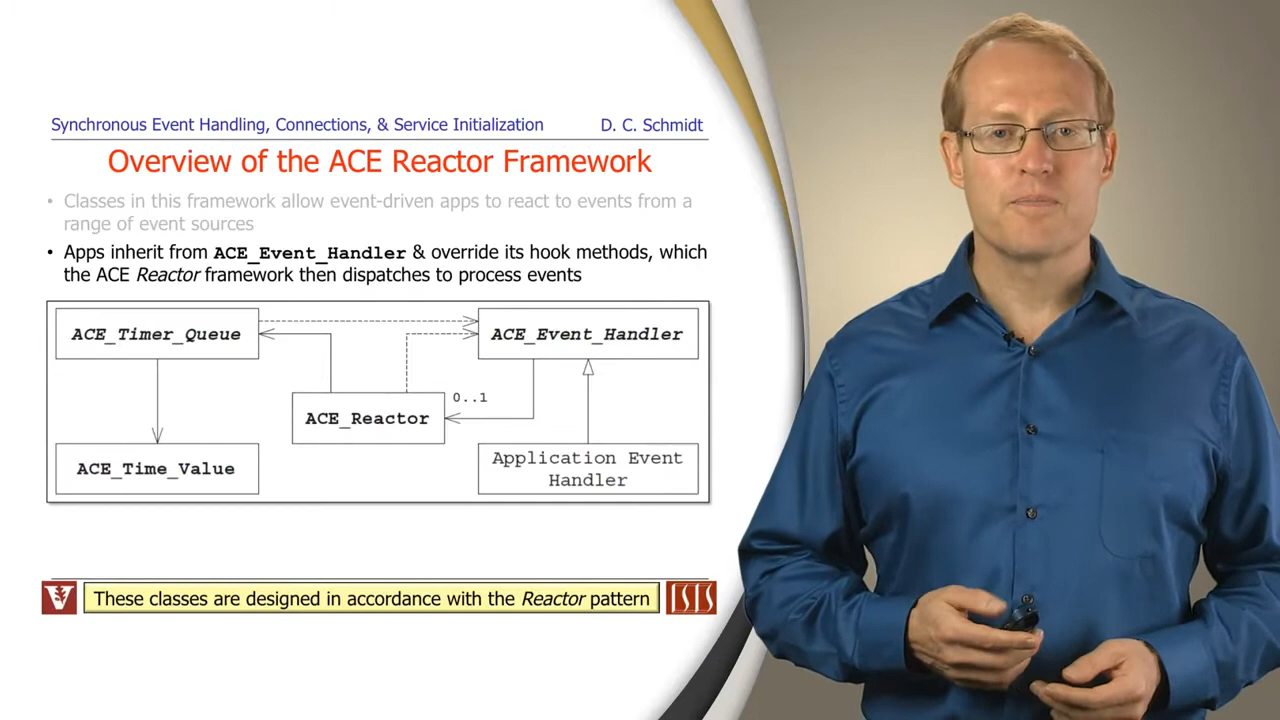 Synchronous Event Handling, Connections, & Service Initialization D. C. Schmidt
Overview of the ACE Reactor Framework
• Classes in this framework allow event-driven apps to react to events from a
range of event sources
• Apps inherit from ACE_Event_Handler & override its hook methods, which
the ACE Reactor framework then dispatches to process events
ACE_Timer_Queue
ACE_Event_Handler
0..1
ACE_Reactor
ACE_Time_Value
Application Event
Handler
V
These classes are designed in accordance with the Reactor pattern
ISIS